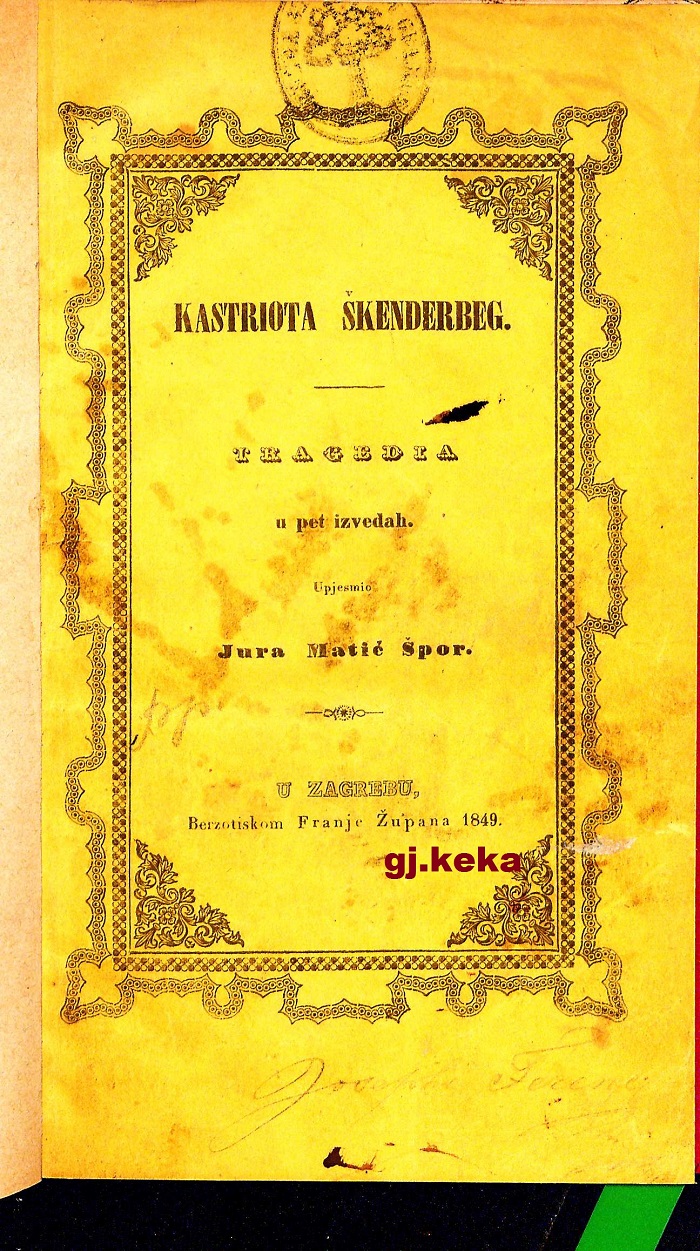 KASTRIOTA ŠKENDERBEG.
TRAGEDIA
u pet izvedah.
Upjesmio
Jura Matić Špor.
U ZAGREBU,
Berzotiskom Franje Župana 1849.
gj.keka